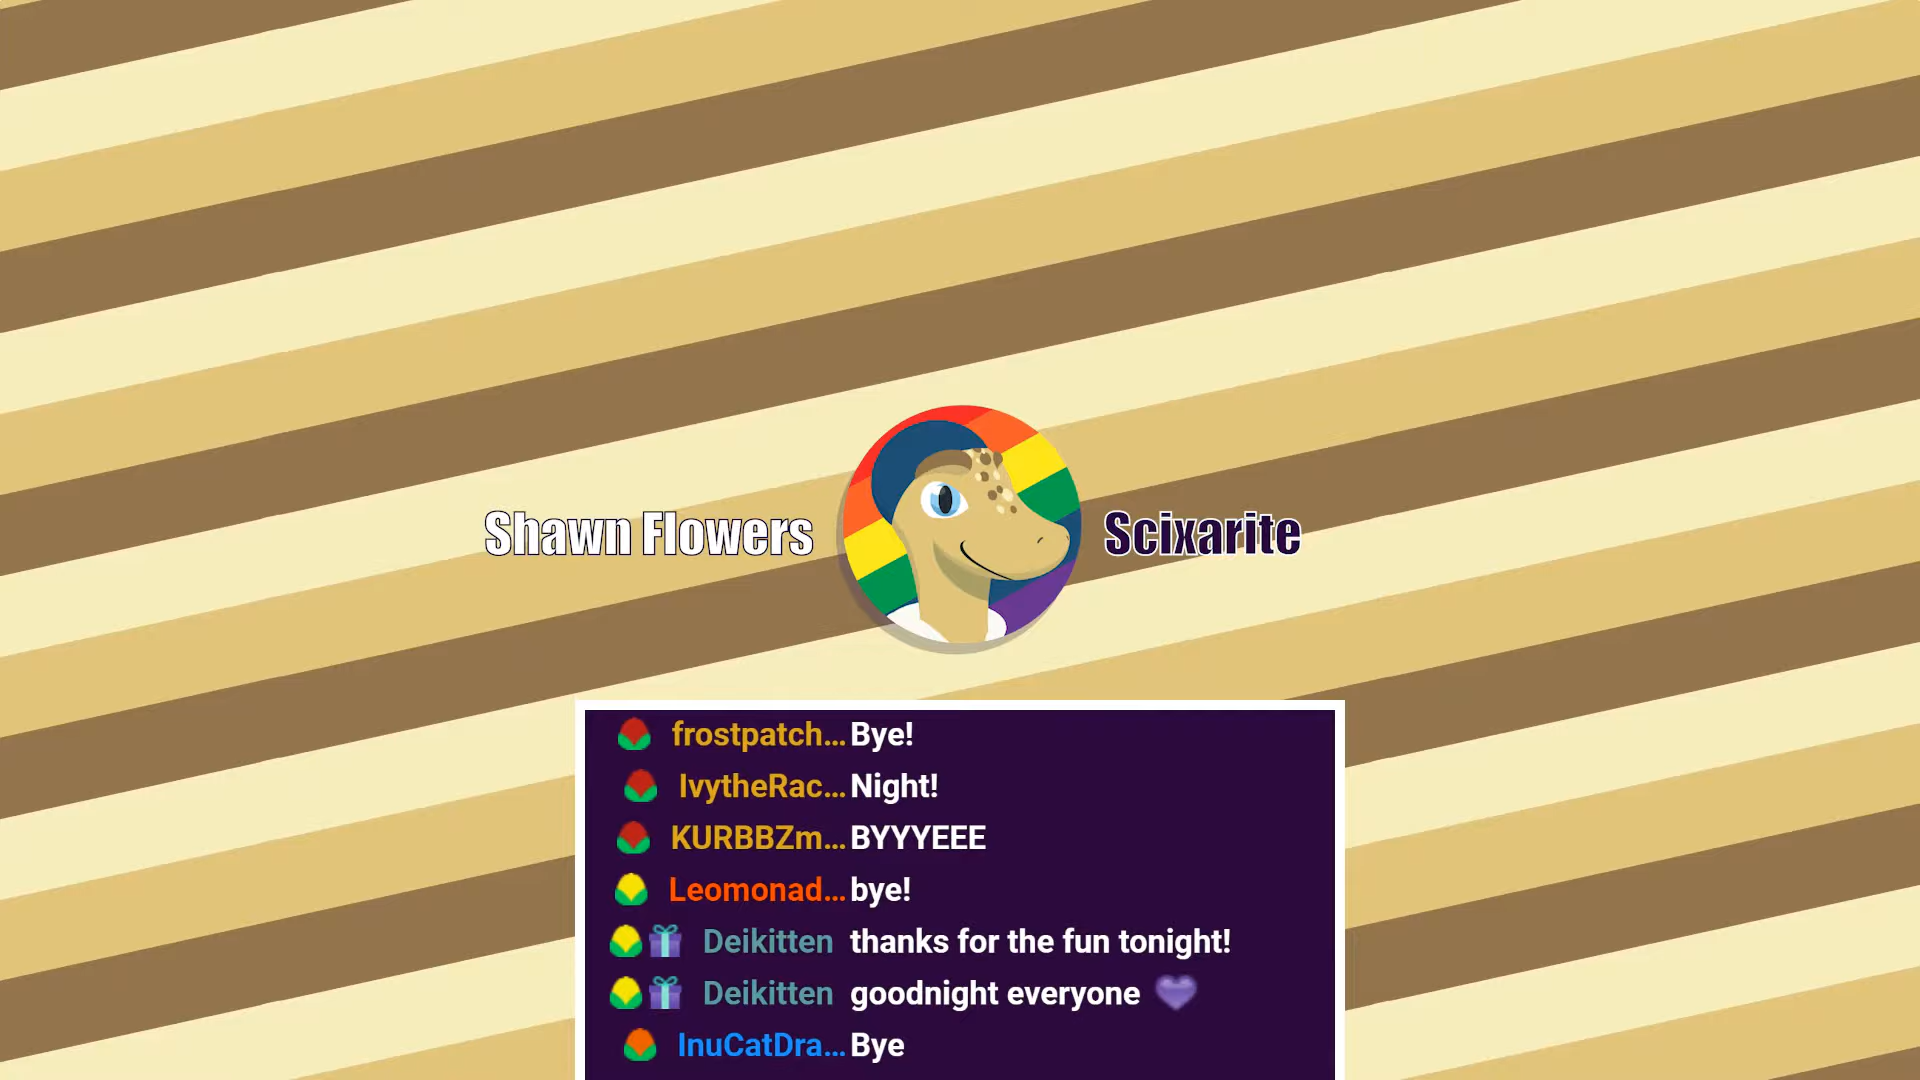 Shawn Flowers
Scixarite
frostpatch... Bye!
IvytheRac... Night!
KURBBZm... BYYYEEE
Leomonad... bye!
Deikitten thanks for the fun tonight!
Deikitten goodnight everyone
InuCatDra... Bye